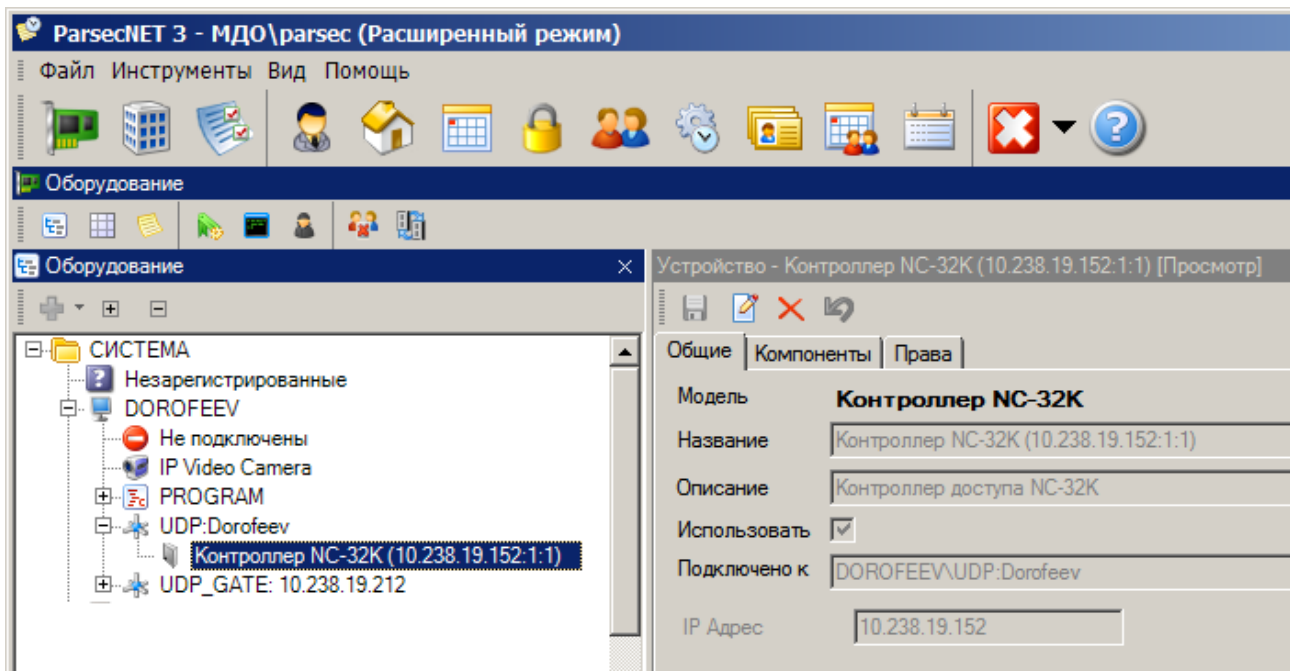 ParsecNET 3 - МДО\parsec (Расширенный режим)
Файл Инструменты Вид Помощь
Оборудование
Оборудование
СИСТЕМА
Незарегистрированные
DOROFEEV
Не подключены
IP Video Camera
PROGRAM
UDP:Dorofeev
Контроллер NC-32K (10.238.19.152:1:1)
UDP_GATE: 10.238.19.212
Устройство - Контроллер NC-32K (10.238.19.152:1:1) [Просмотр]
Общие Компоненты Права
Модель Контроллер NC-32K
Название Контроллер NC-32K (10.238.19.152:1:1)
Описание Контроллер доступа NC-32K
Использовать
Подключено к DOROFEEV\UDP:Dorofeev
IP Адрес 10.238.19.152